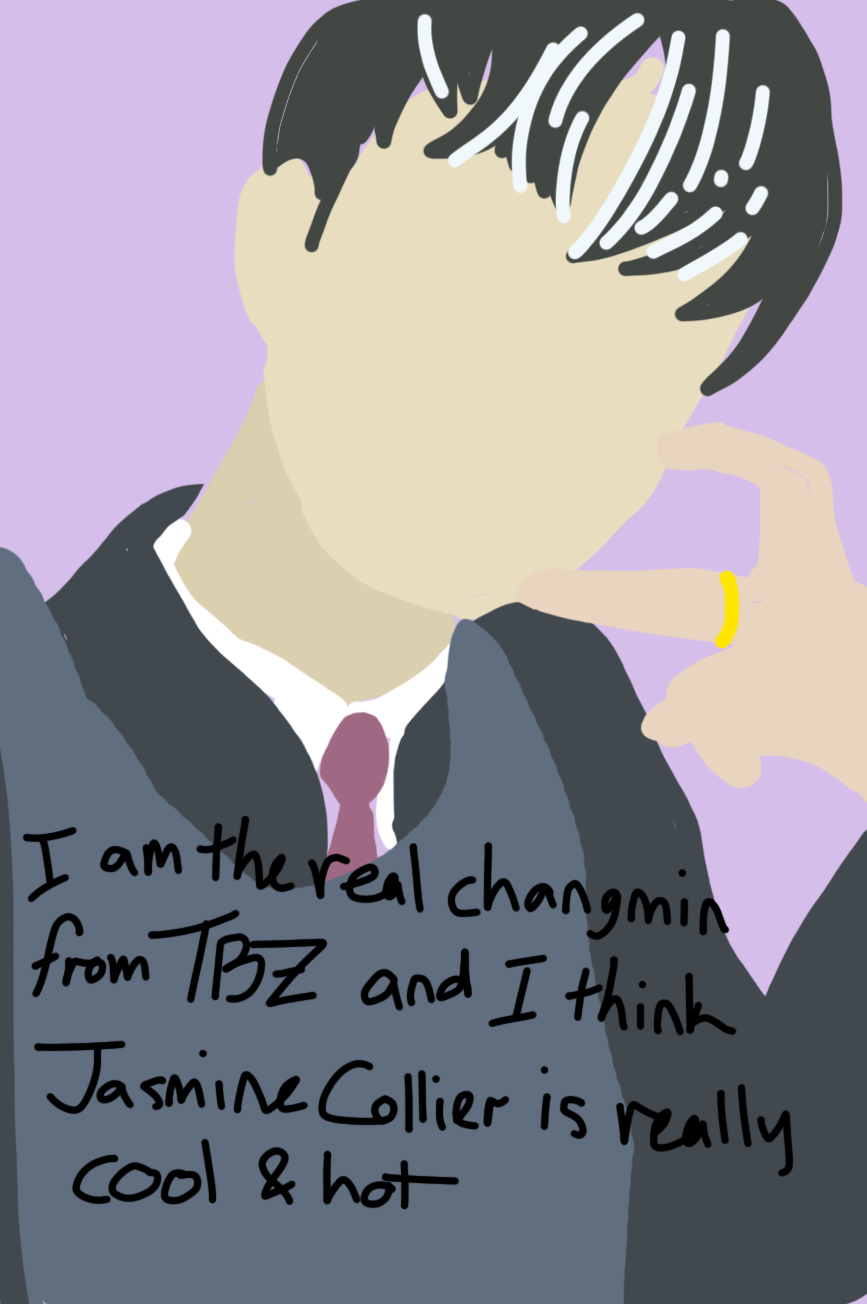 I am the real changmin
from TBZ and I think
Jasmine Collier is really
cool & hot